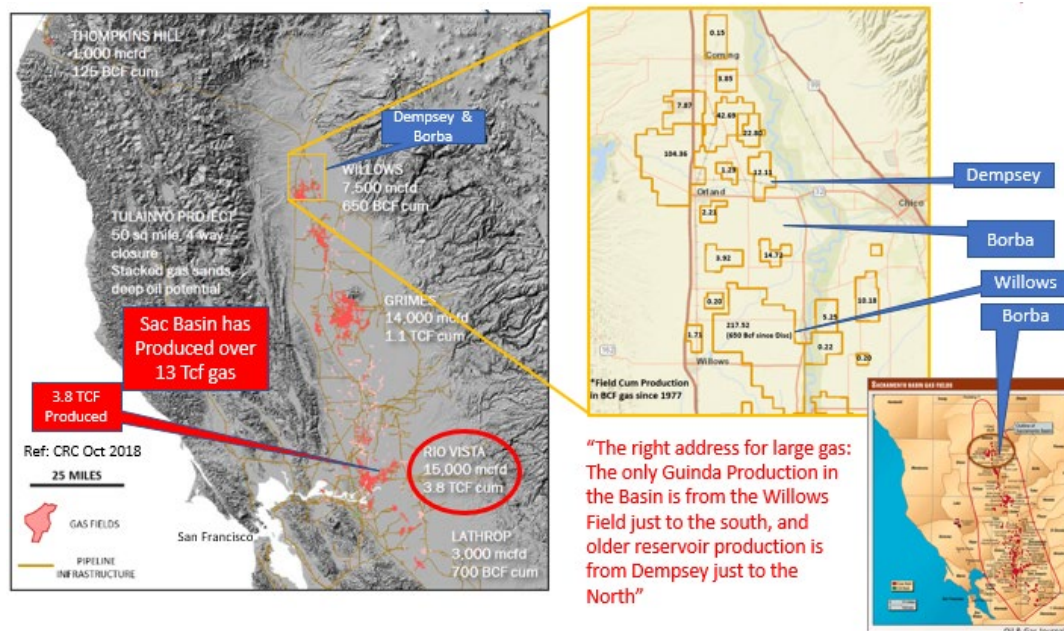 THOMPKINS HILL
1,000 mcfd
125 BCF cum
Dempsey &
Borba
WILLOWS
7,500 mcfd
650 BCF cum
TULAINYO PROJECT
50 sq mile, 4 way
closure
Stacked gas sands,
deep oil potential
GRIMES
14,000 mcfd
1.1 TCF cum
Sac Basin has
Produced over
13 Tcf gas
3.8 TCF
Produced
Ref: CRC Oct 2018
25 MILES
GAS FIELDS
PIPELINE
INFRASTRUCTURE
San Francisco
RIO VISTA
15,000 mcfd
3.8 TCF cum
LATHROP
3,000 mcfd
700 BCF cum
0.15
Corning
3.85
99
7.87
42.69
22.80
104.36
1.29
12.11
Orland
32
Chico
2.21
3.92
14.72
0.20
10.18
217.52
(650 Bcf since Disc)
5.25
1.71
0.22
162
Willows
0.20
*Field Cum Production
in BCF gas since 1977
Dempsey
Borba
Willows
Borba
"The right address for large gas:
The only Guinda Production in
the Basin is from the Willows
Field just to the south, and
older reservoir production is
from Dempsey just to the
North"
SACRAMENTO BASIN GAS FIELDS